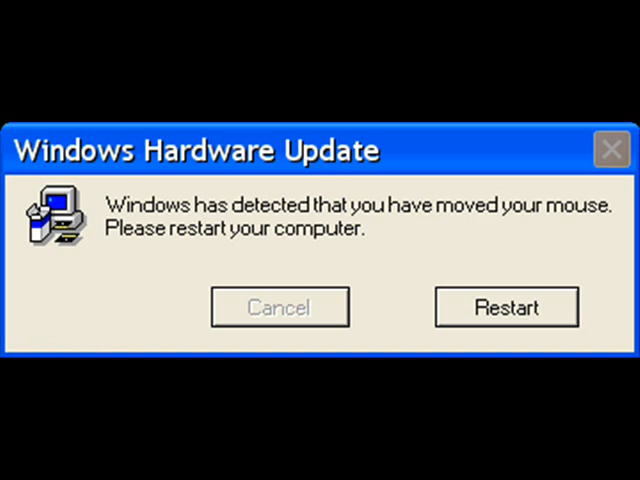 Windows Hardware Update
Windows has detected that you have moved your mouse.
Please restart your computer.
Cancel
Restart